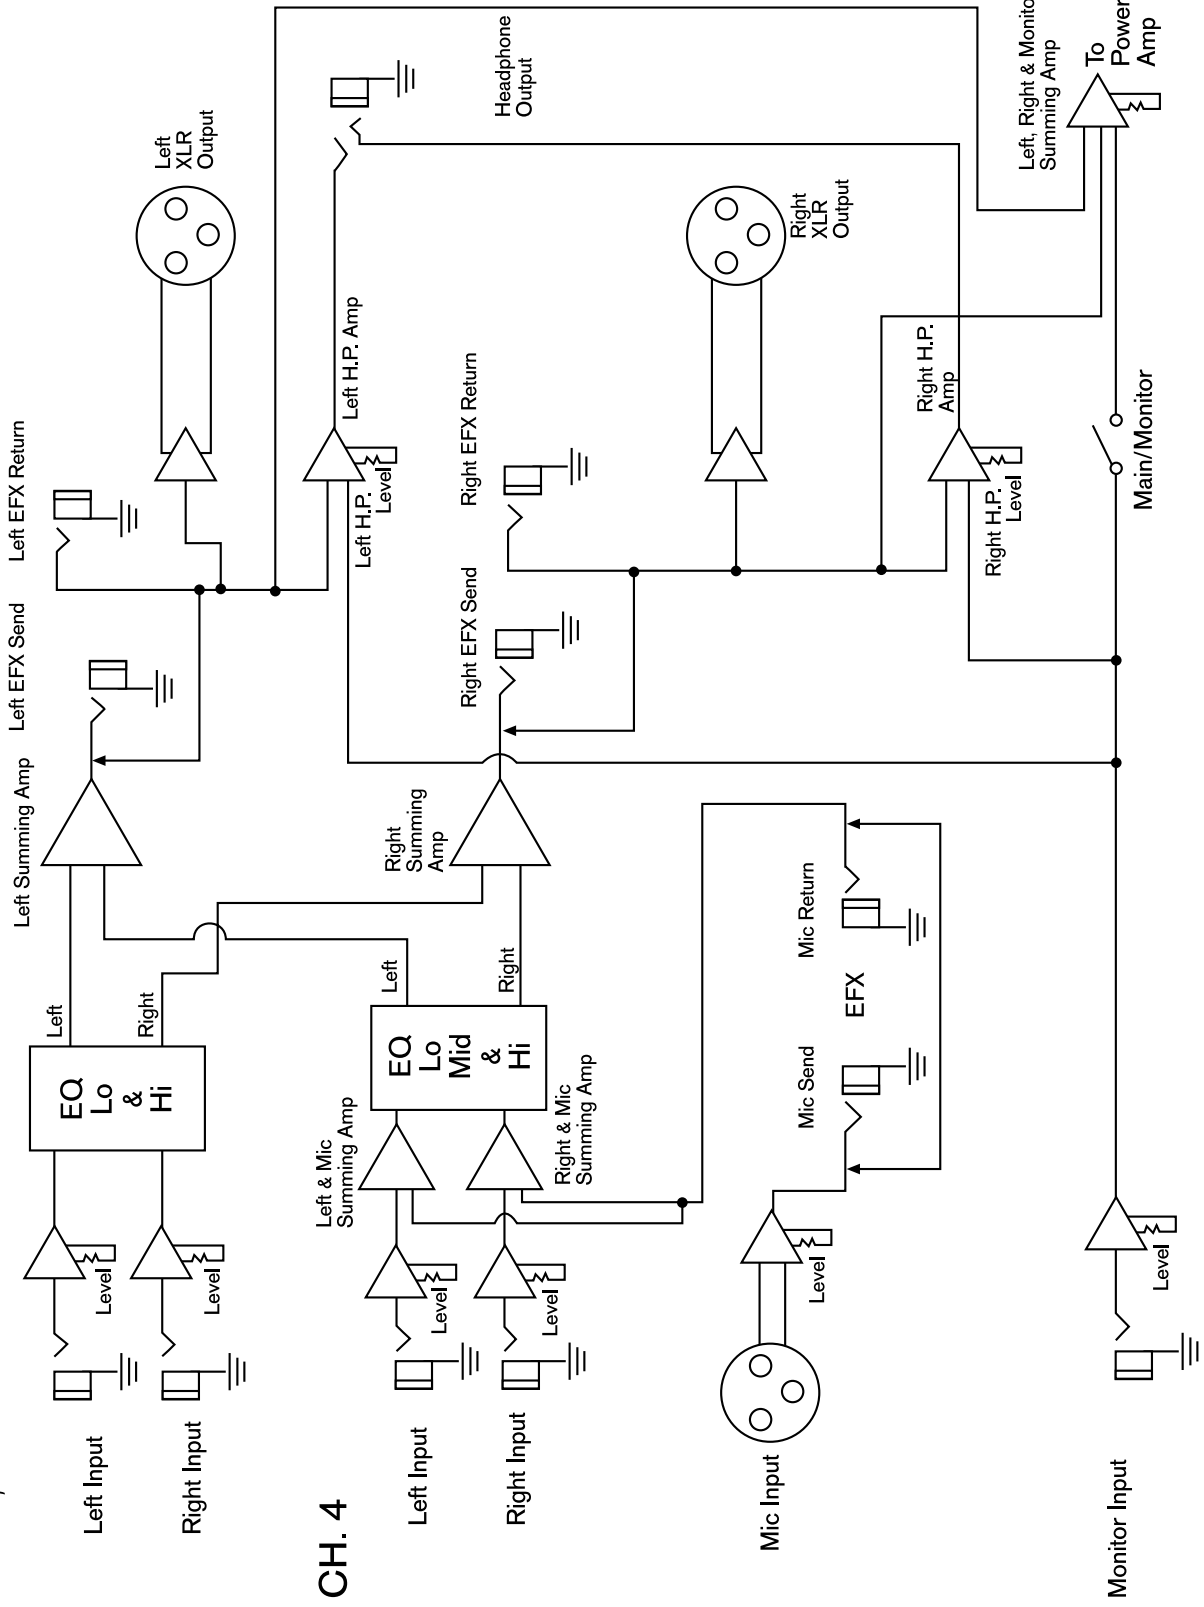 Left EFX Send
Left EFX Return
Left
XLR
Output
Headphone
Output
Left Summing Amp
Left H.P. Amp
Left H.P.
Level
Left
Right
EQ
Lo
&
Hi
Level
Level
Left Input
Right Input
Right EFX Send
Right EFX Return
Right
XLR
Output
Left, Right & Monito
Summing Amp
To
Power
Amp
Right
Summing
Amp
Right H.P.
Amp
Right H.P.
Level
Main/Monitor
Left
Right
EQ
Lo
Mid
&
Hi
Left & Mic
Summing Amp
Right & Mic
Summing Amp
Level
Level
CH. 4
Left Input
Right Input
Mic Send
EFX
Mic Return
Level
Mic Input
Level
Monitor Input